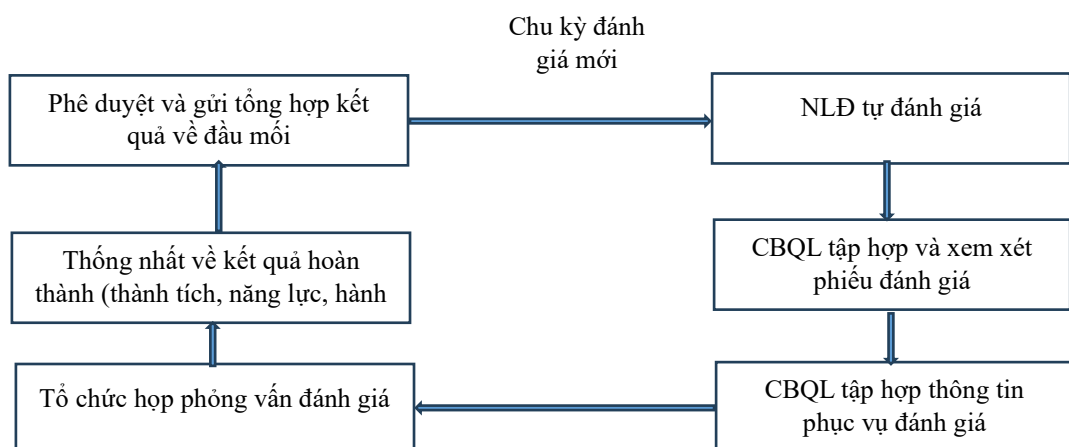 Chu kỳ đánh
giá mới
Phê duyệt và gửi tổng hợp kết
quả về đầu mối
NLĐ tự đánh giá
Thống nhất về kết quả hoàn
thành (thành tích, năng lực, hành
CBQL tập hợp và xem xét
phiếu đánh giá
Tổ chức họp phỏng vấn đánh giá
CBQL tập hợp thông tin
phục vụ đánh giá